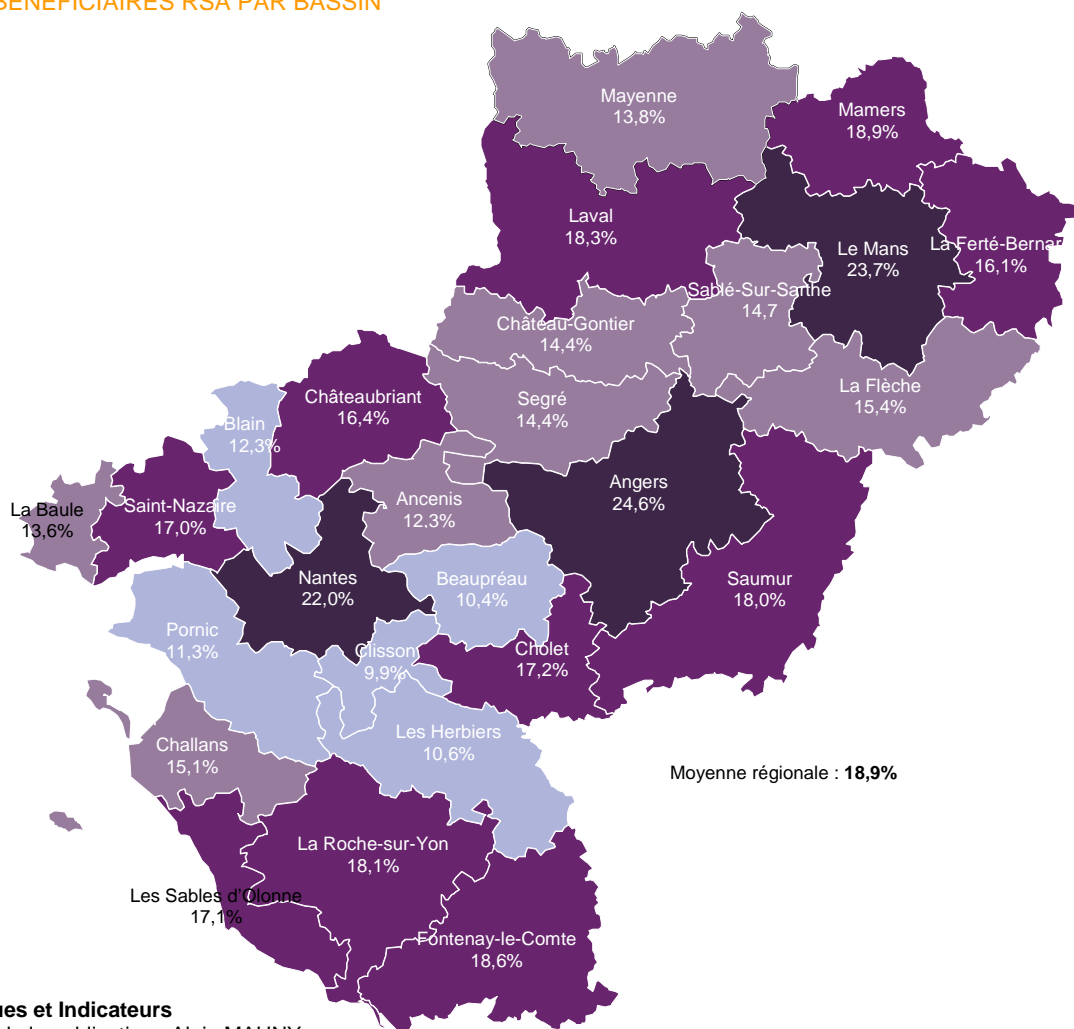 BÉNÉFICIAIRES RSA PAR BASSIN
Mayenne
13,8%
Mamers
18,9%
Laval
18,3%
Le Mans
23,7%
La Ferté-Bernar
16,1%
Sablé-Sur-Sarthe
14,7
Château-Gontier
14,4%
La Flèche
15,4%
Châteaubriant
16,4%
Segré
14,4%
Blain
12,3%
Angers
24,6%
Ancenis
12.3%
La Baule
13,6%
Saint-Nazaire
17,0%
Nantes
22,0%
Beaupréau
10,4%
Saumur
18,0%
Pornic
11,3%
Clisson
9,9%
Cholet
17,2%
Les Herbiers
10,6%
Challans
15,1%
Moyenne régionale : 18,9%
La Roche-sur-Yon
18,1%
Les Sables d'Olonne
17,1%
Fontenay-le-Comte
18,6%
ues et Indicateurs